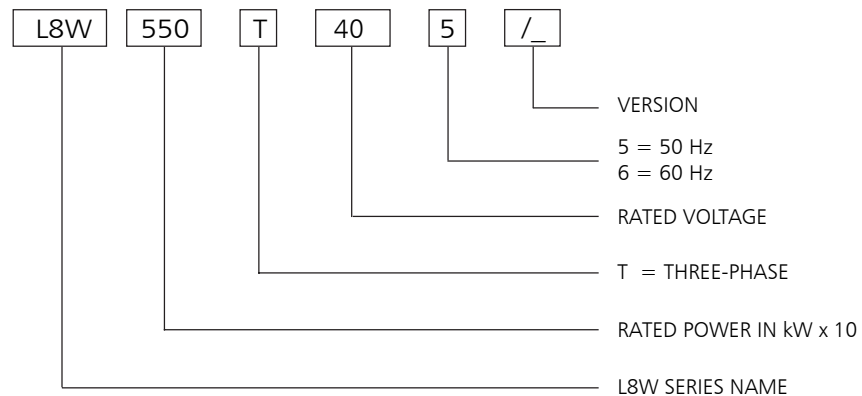 L8W 550 T 40 5 /_
VERSION
5 = 50 Hz
6 = 60 Hz
RATED VOLTAGE
T = THREE-PHASE
RATED POWER IN kW x 10
L8W SERIES NAME